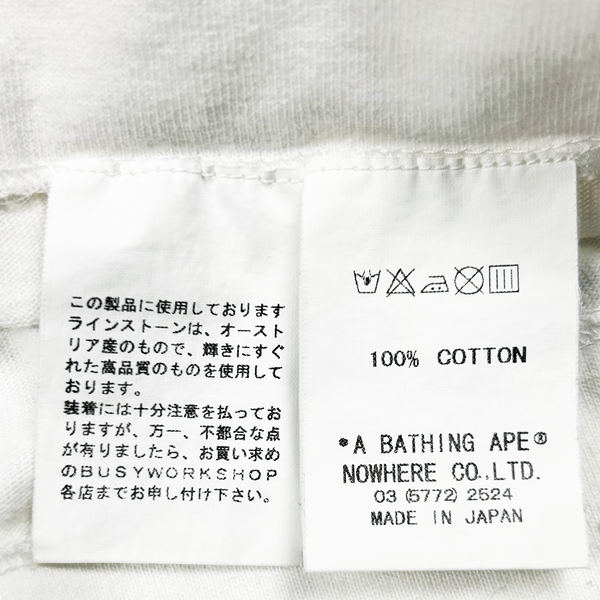 この製品に使用しております
ラインストーンは、オースト
リア産のもので、輝きにすぐ
れた高品質のものを使用して
おります。
装着には十分注意を払ってお
りますが、万一、不都合な点
が有りましたら、お買い求め
のBUSYWORKSHOP
各店までお申し付け下さい。
100% COTTON
*A BATHING APE®
NOWHERE CO.,LTD.
03 (5772) 2524
MADE IN JAPAN